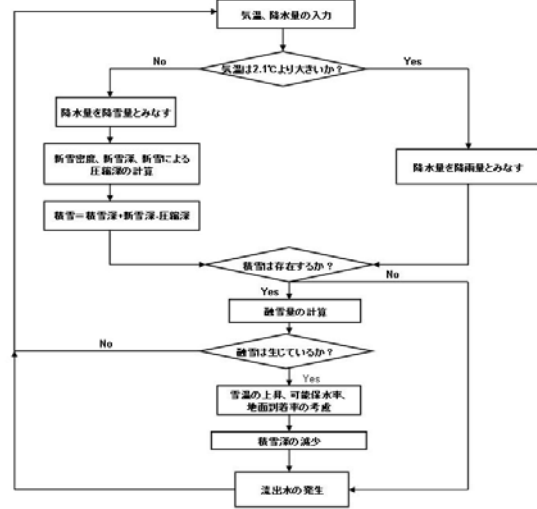 気温、降水量の入力
気温は2.1℃より大きいか?
No
Yes
降水量を降雪量とみなす
新雪密度、新雪深、新雪による
圧縮深の計算
降水量を降雨量とみなす
積雪=積雪深+新雪深-圧縮深
積雪は存在するか?
No
Yes
融雪量の計算
No
融雪は生じているか?
Yes
雪温の上昇、可能保水率、
地面到着率の考慮
積雪深の減少
流出水の発生